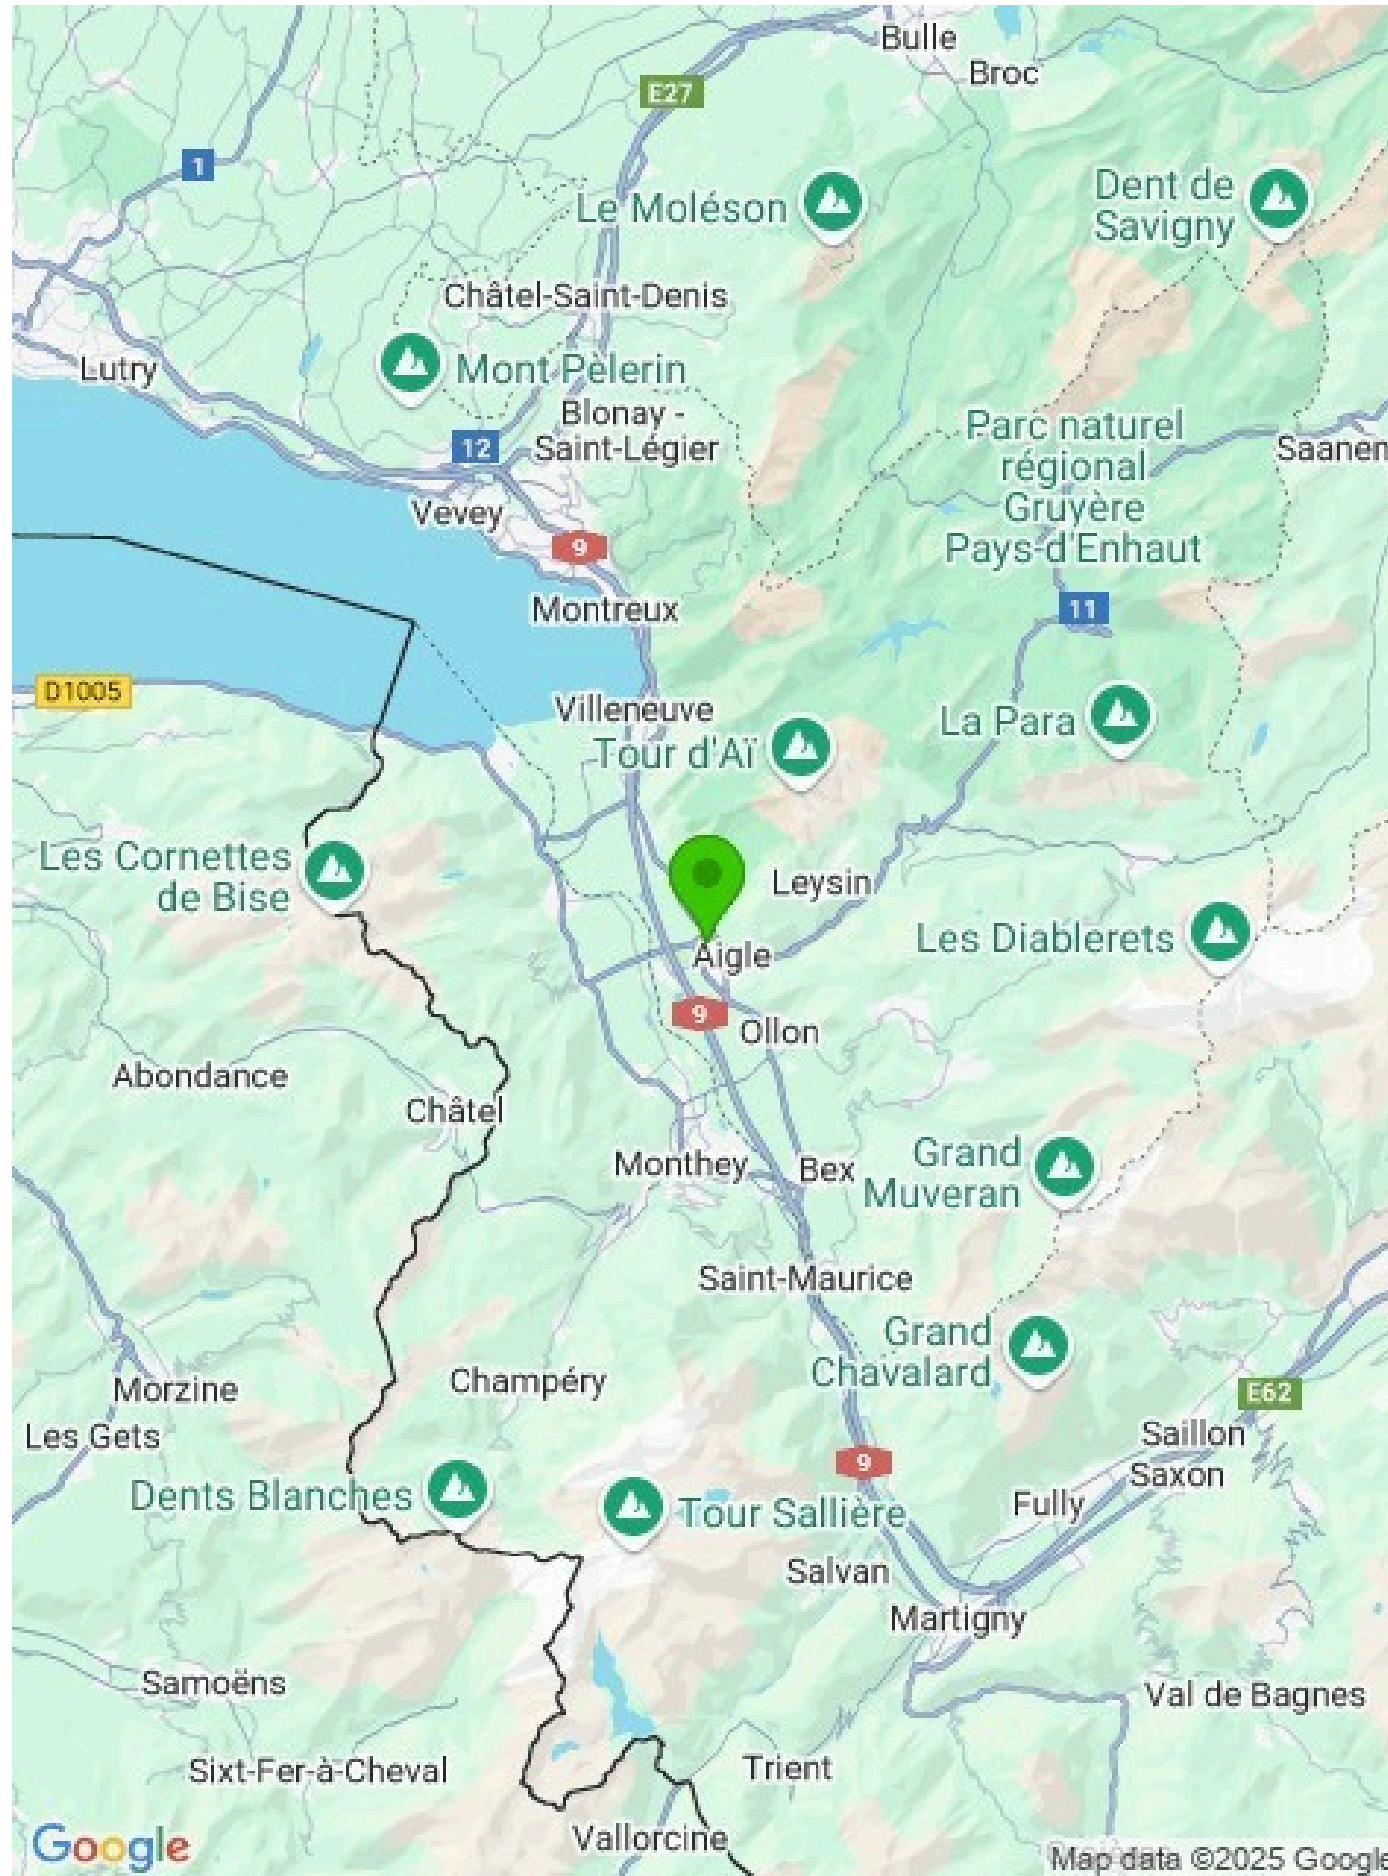 Bulle
Broc
E27
1
Le Moléson
Dent de
Savigny
Châtel-Saint-Denis
Lutry
Mont Pèlerin
Blonay -
Saint-Légier
12
Parc naturel
régional
Gruyère
Pays-d'Enhaut
Saanen
Vevey
9
Montreux
11
D1005
Villeneuve
Tour d'Aï
La Para
Les Cornettes
de Bise
Leysin
Les Diablerets
Aigle
9
Ollon
Abondance
Châtel
Monthey
Bex
Grand
Muveran
Saint-Maurice
Grand
Chavalard
Champéry
Morzine
E62
Les Gets
Saillon
Saxon
9
Dents Blanches
Tour Sallière
Fully
Salvan
Martigny
Samoëns
Val de Bagnes
Sixt-Fer-à-Cheval
Trient
Vallorcine
Google
Map data ©2025 Google